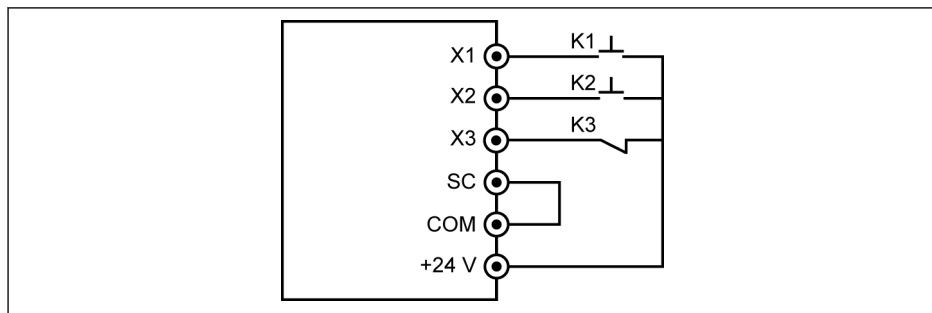 X1 K1
X2 K2
X3 K3
SC
COM
+24 V